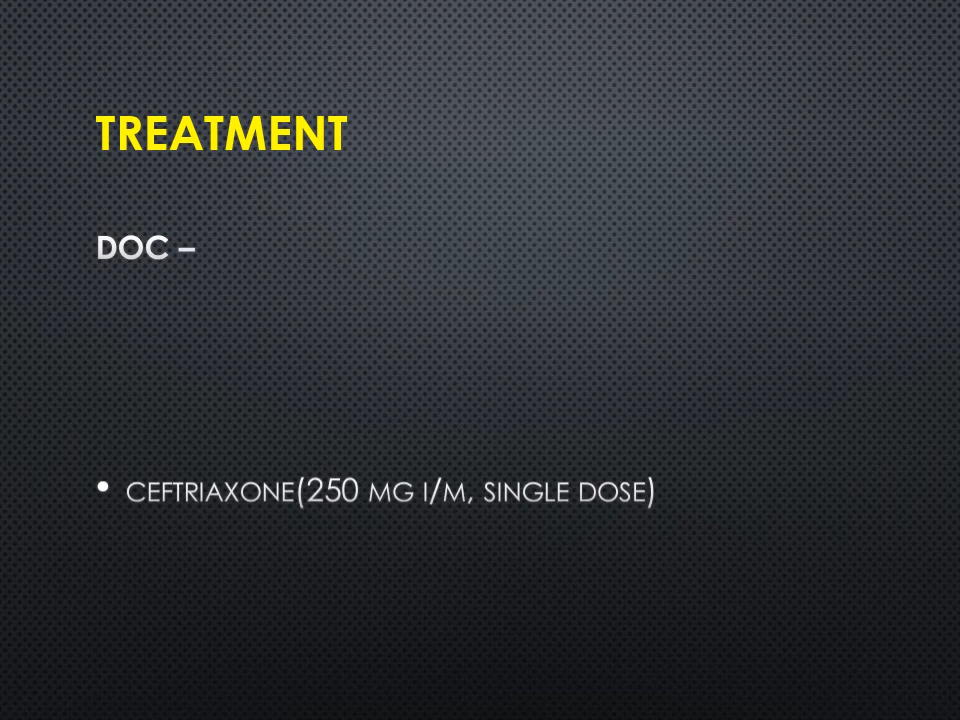 TREATMENT
DOC –
• CEFTRIAXONE(250 MG I/M, SINGLE DOSE)